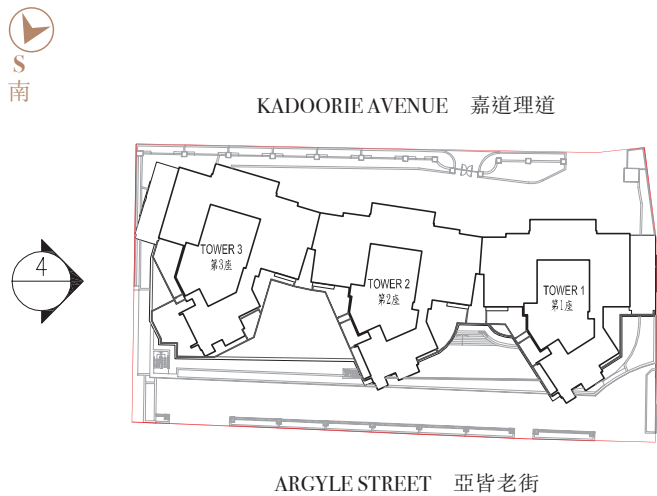 S
南
KADOORIE AVENUE 嘉道理道
4
TOWER 3
第3座
TOWER 2
第2座
TOWER 1
第1座
ARGYLE STREET 亞皆老街